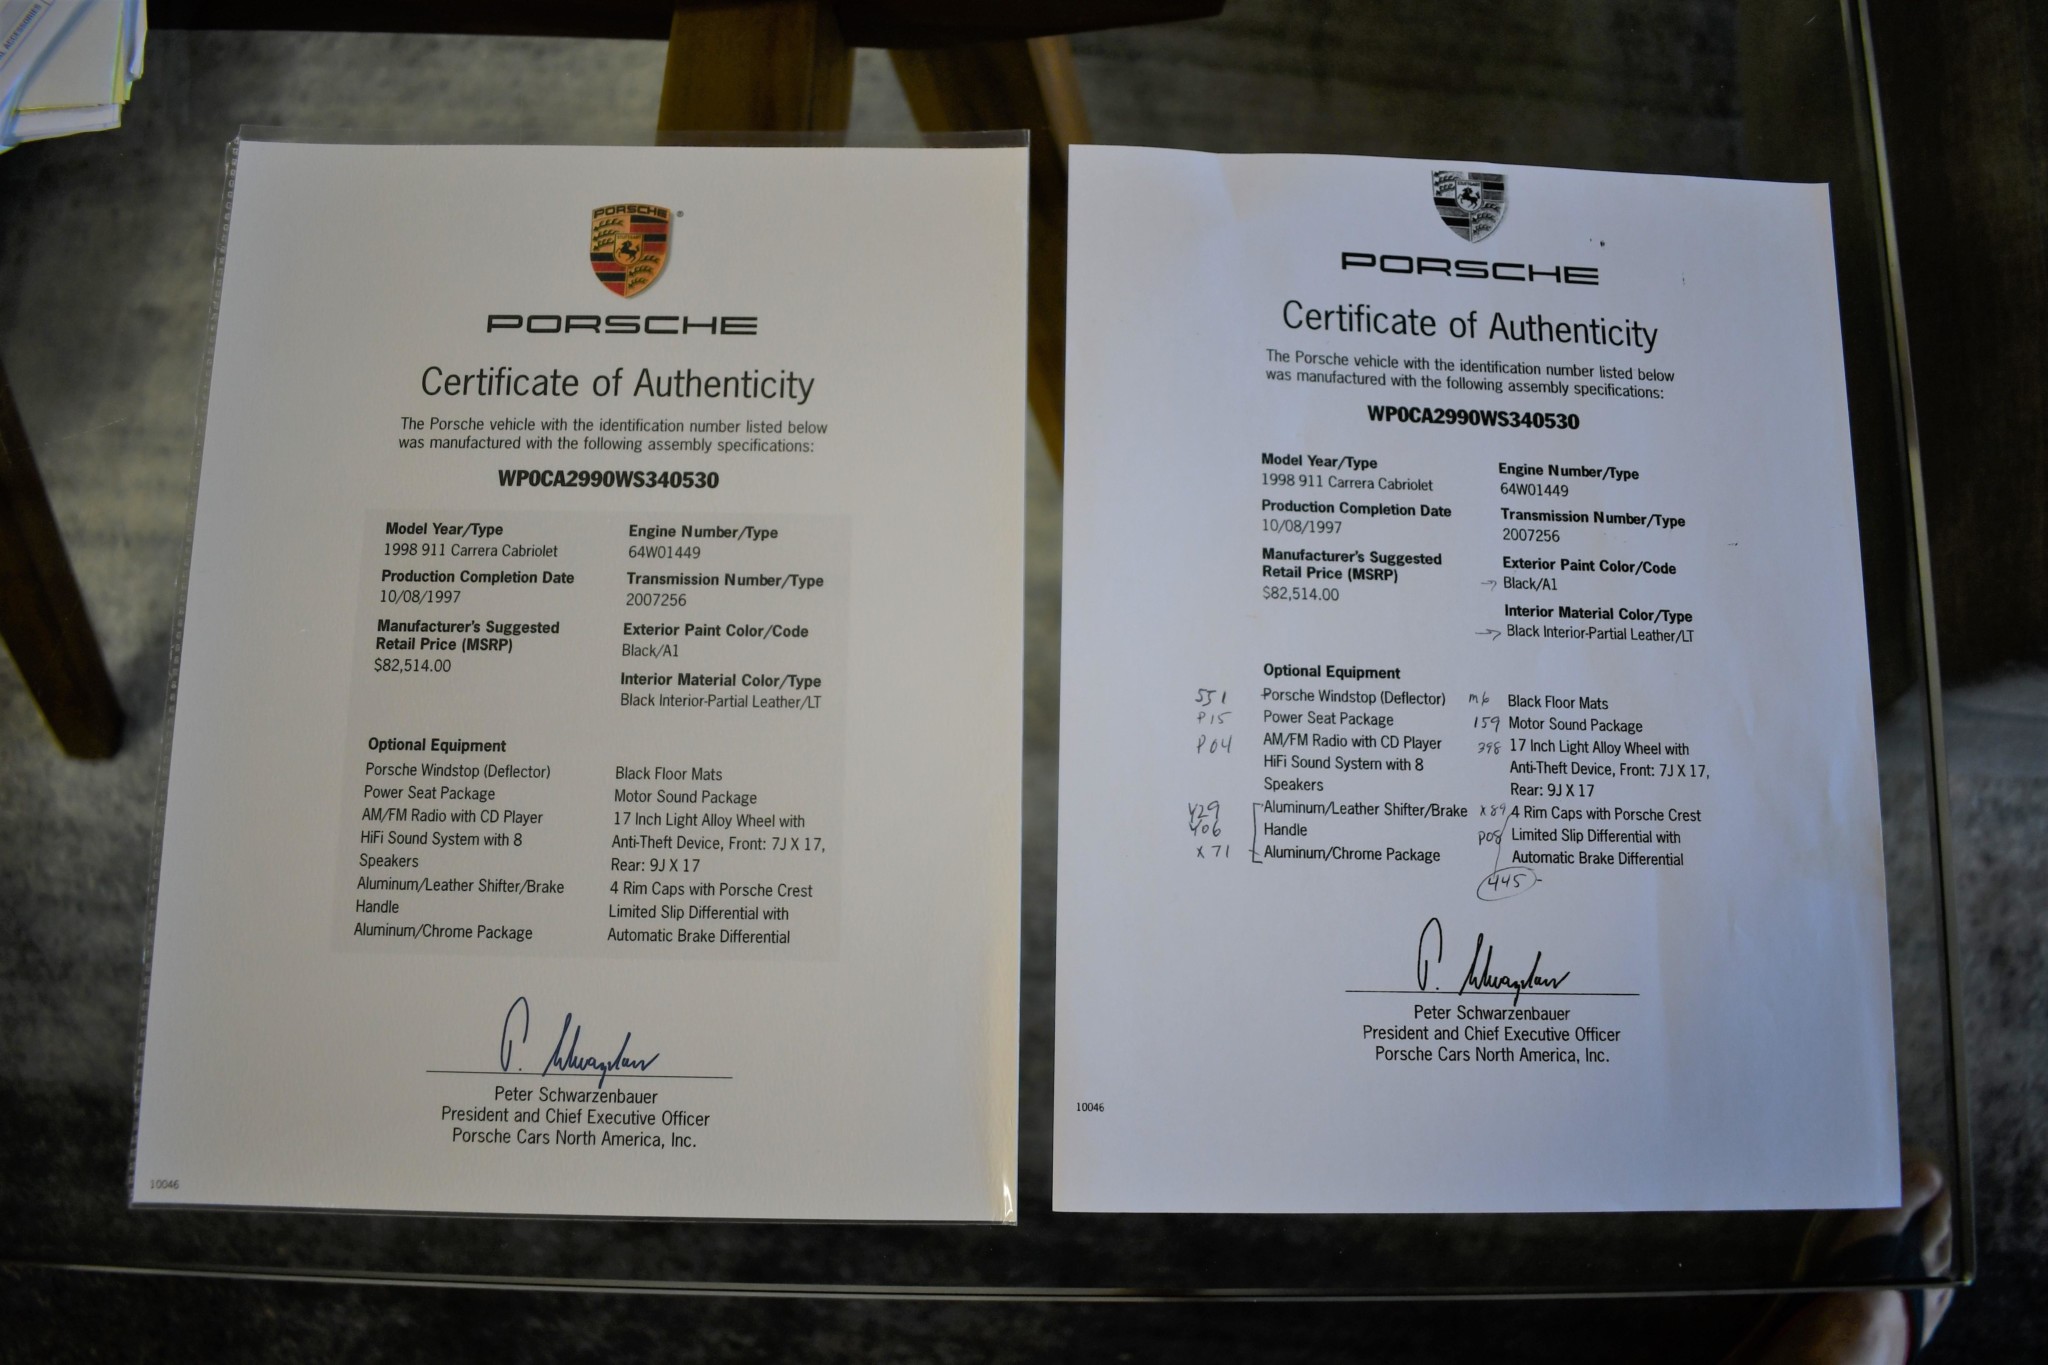 ACCESSORIES
PORSCHE
PORSCHE
Certificate of Authenticity
The Porsche vehicle with the identification number listed below
was manufactured with the following assembly specifications:
WP0CA2990WS340530
Model Year/Type
1998 911 Carrera Cabriolet
Production Completion Date
10/08/1997
Manufacturer's Suggested
Retail Price (MSRP)
$82,514.00
Engine Number/Type
64W01449
Transmission Number/Type
2007256
Exterior Paint Color/Code
Black/A1
Interior Material Color/Type
Black Interior-Partial Leather/LT
Optional Equipment
Porsche Windstop (Deflector)
Power Seat Package
AM/FM Radio with CD Player
HiFi Sound System with 8
Speakers
Aluminum/Leather Shifter/Brake
Handle
Aluminum/Chrome Package
Black Floor Mats
Motor Sound Package
17 Inch Light Alloy Wheel with
Anti-Theft Device, Front: 7J X 17,
Rear: 9J X 17
4 Rim Caps with Porsche Crest
Limited Slip Differential with
Automatic Brake Differential
Peter Schwarzenbauer
President and Chief Executive Officer
Porsche Cars North America, Inc.
10046
PORSCHE
Certificate of Authenticity
The Porsche vehicle with the identification number listed below
was manufactured with the following assembly specifications:
WP0CA2990WS340530
Model Year/Type
1998 911 Carrera Cabriolet
Production Completion Date
10/08/1997
Manufacturer's Suggested
Retail Price (MSRP)
$82,514.00
Engine Number/Type
64W01449
Transmission Number/Type
2007256
Exterior Paint Color/Code
→ Black/A1
Interior Material Color/Type
→ Black Interior-Partial Leather/LT
Optional Equipment
551 Porsche Windstop (Deflector)
P15 Power Seat Package
P04 AM/FM Radio with CD Player
HiFi Sound System with 8
Speakers
Y29 Aluminum/Leather Shifter/Brake
Y06 Handle
X71 Aluminum/Chrome Package
m6 Black Floor Mats
159 Motor Sound Package
398 17 Inch Light Alloy Wheel with
Anti-Theft Device, Front: 7J X 17,
Rear: 9J X 17
X89 4 Rim Caps with Porsche Crest
P08 Limited Slip Differential with
Automatic Brake Differential
445
Peter Schwarzenbauer
President and Chief Executive Officer
Porsche Cars North America, Inc.
10046